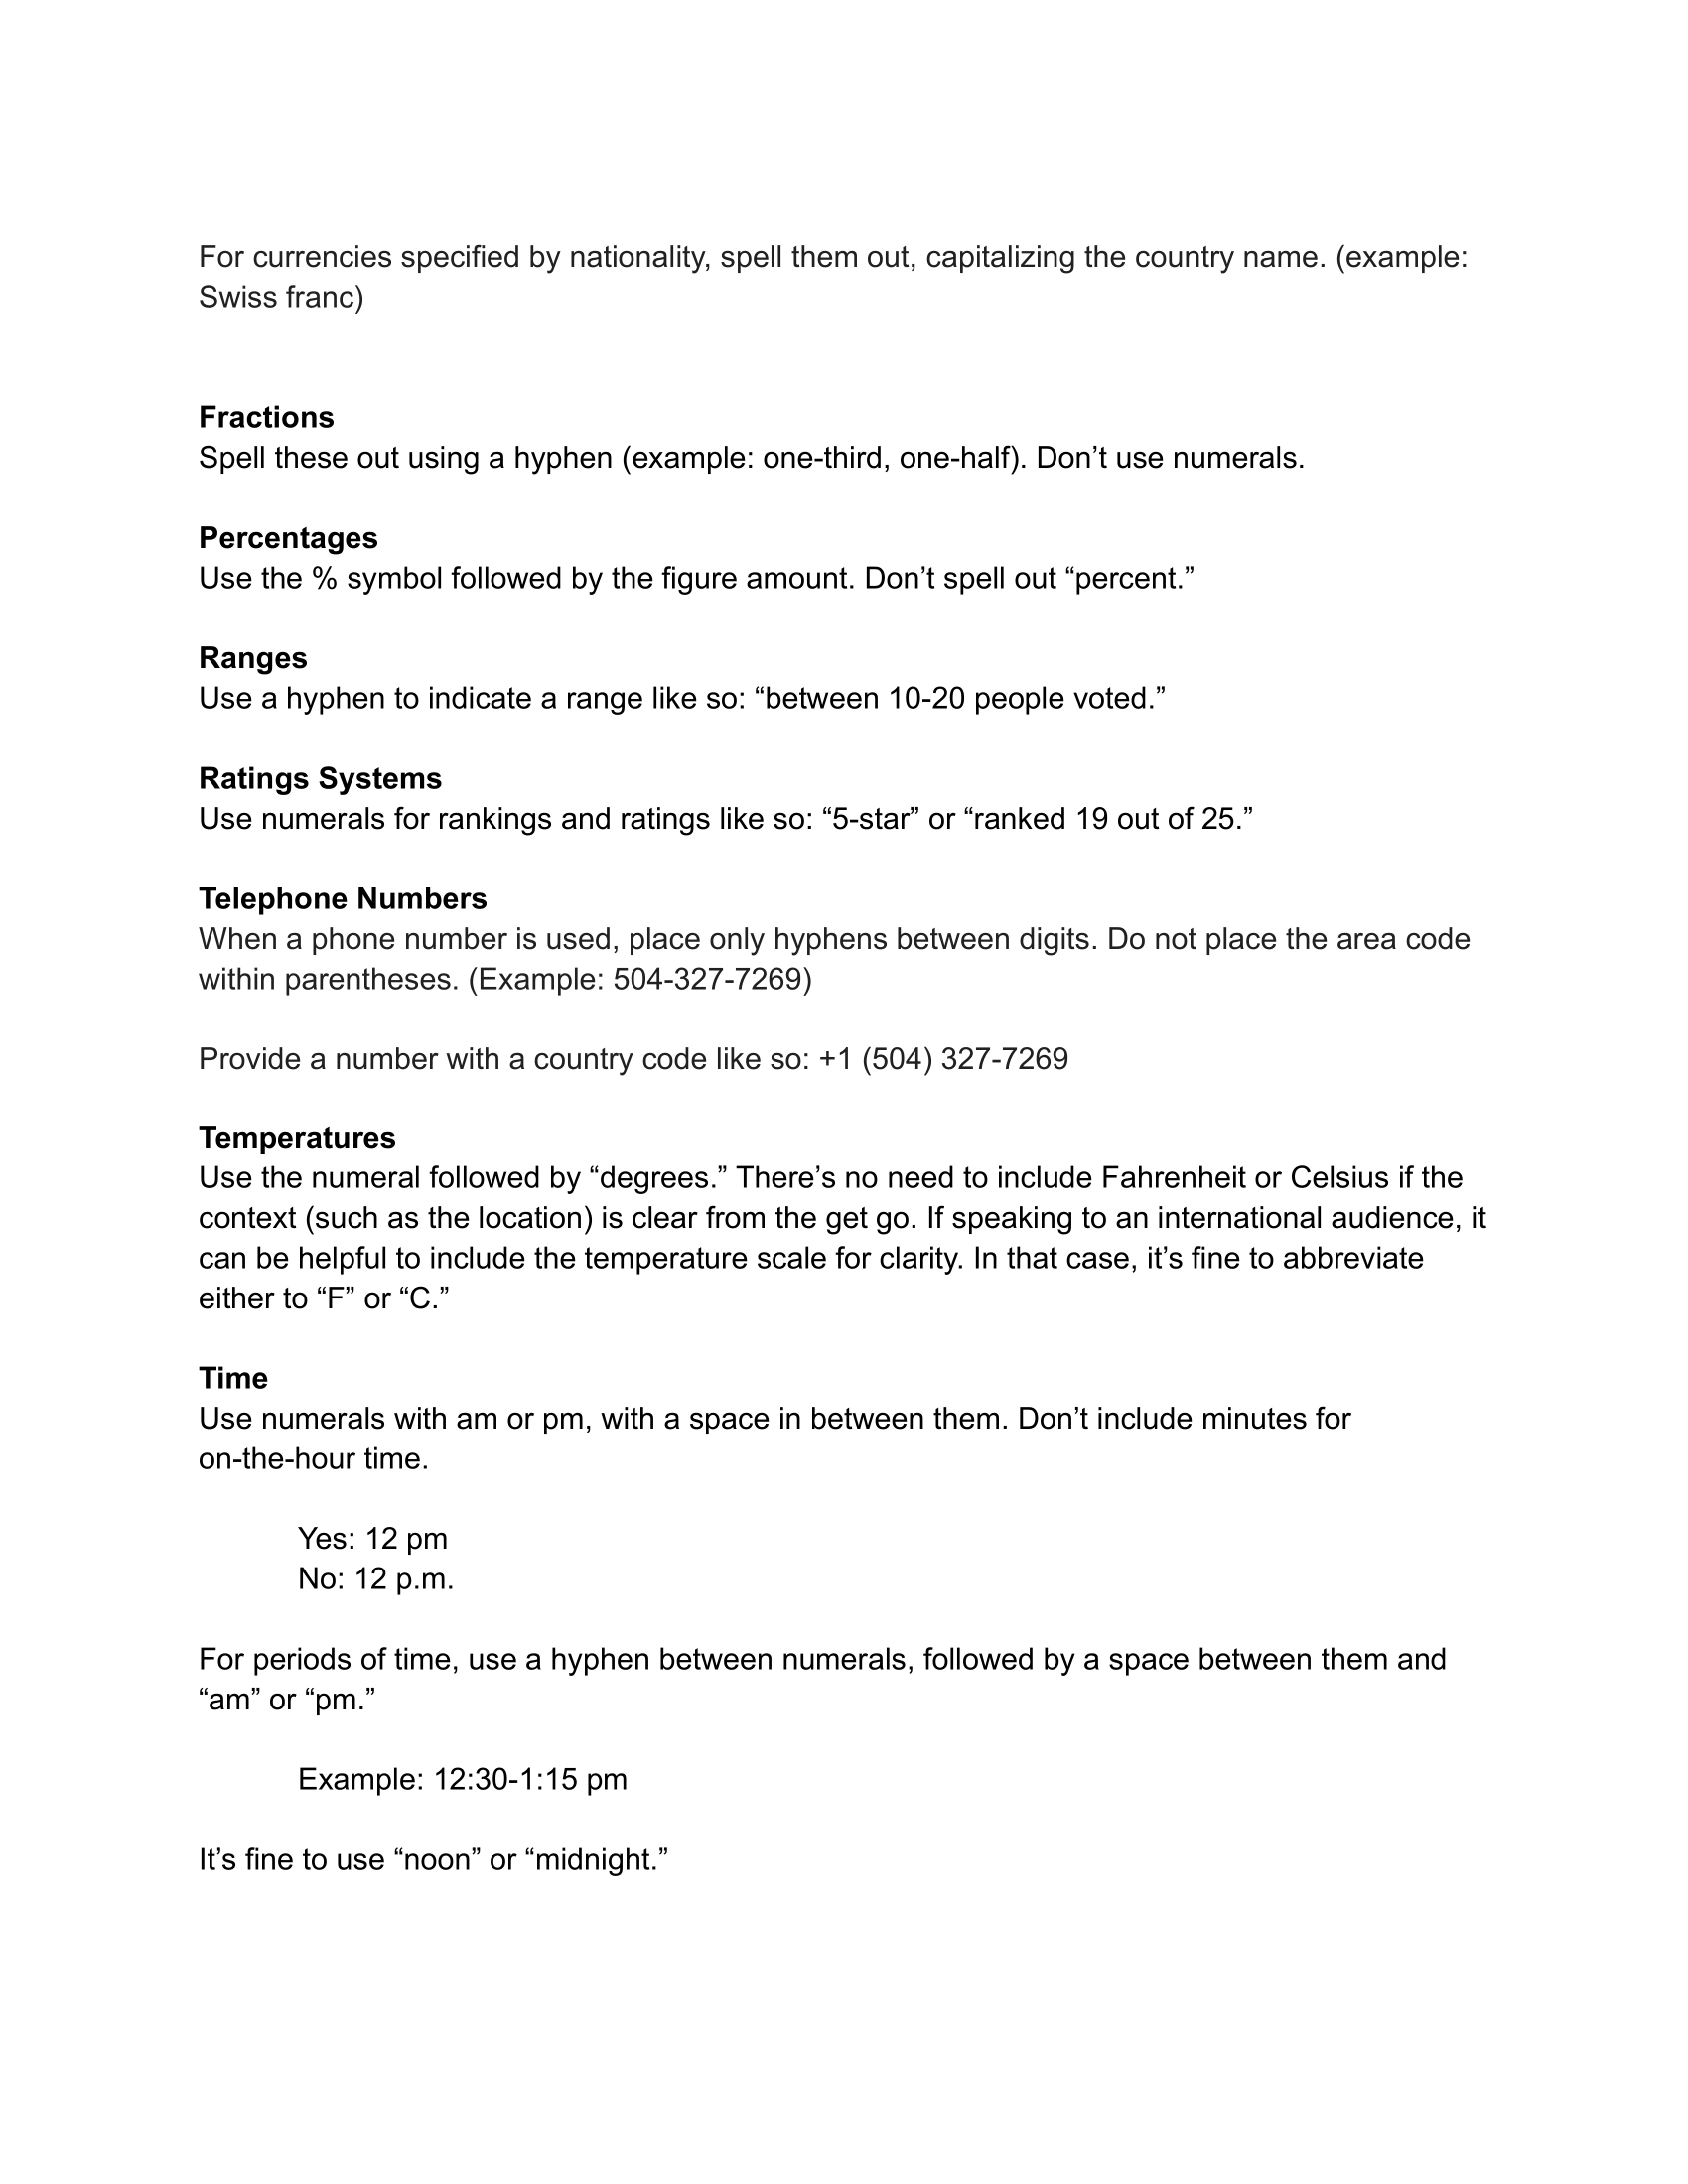 For currencies specified by nationality, spell them out, capitalizing the country name. (example:
Swiss franc)
Fractions
Spell these out using a hyphen (example: one-third, one-half). Don’t use numerals.
Percentages
Use the % symbol followed by the figure amount. Don’t spell out “percent.”
Ranges
Use a hyphen to indicate a range like so: “between 10-20 people voted.”
Ratings Systems
Use numerals for rankings and ratings like so: “5-star” or “ranked 19 out of 25.”
Telephone Numbers
When a phone number is used, place only hyphens between digits. Do not place the area code
within parentheses. (Example: 504-327-7269)
Provide a number with a country code like so: +1 (504) 327-7269
Temperatures
Use the numeral followed by “degrees.” There’s no need to include Fahrenheit or Celsius if the
context (such as the location) is clear from the get go. If speaking to an international audience, it
can be helpful to include the temperature scale for clarity. In that case, it’s fine to abbreviate
either to “F” or “C.”
Time
Use numerals with am or pm, with a space in between them. Don’t include minutes for
on-the-hour time.
Yes: 12 pm
No: 12 p.m.
For periods of time, use a hyphen between numerals, followed by a space between them and
“am” or “pm.”
Example: 12:30-1:15 pm
It’s fine to use “noon” or “midnight.”